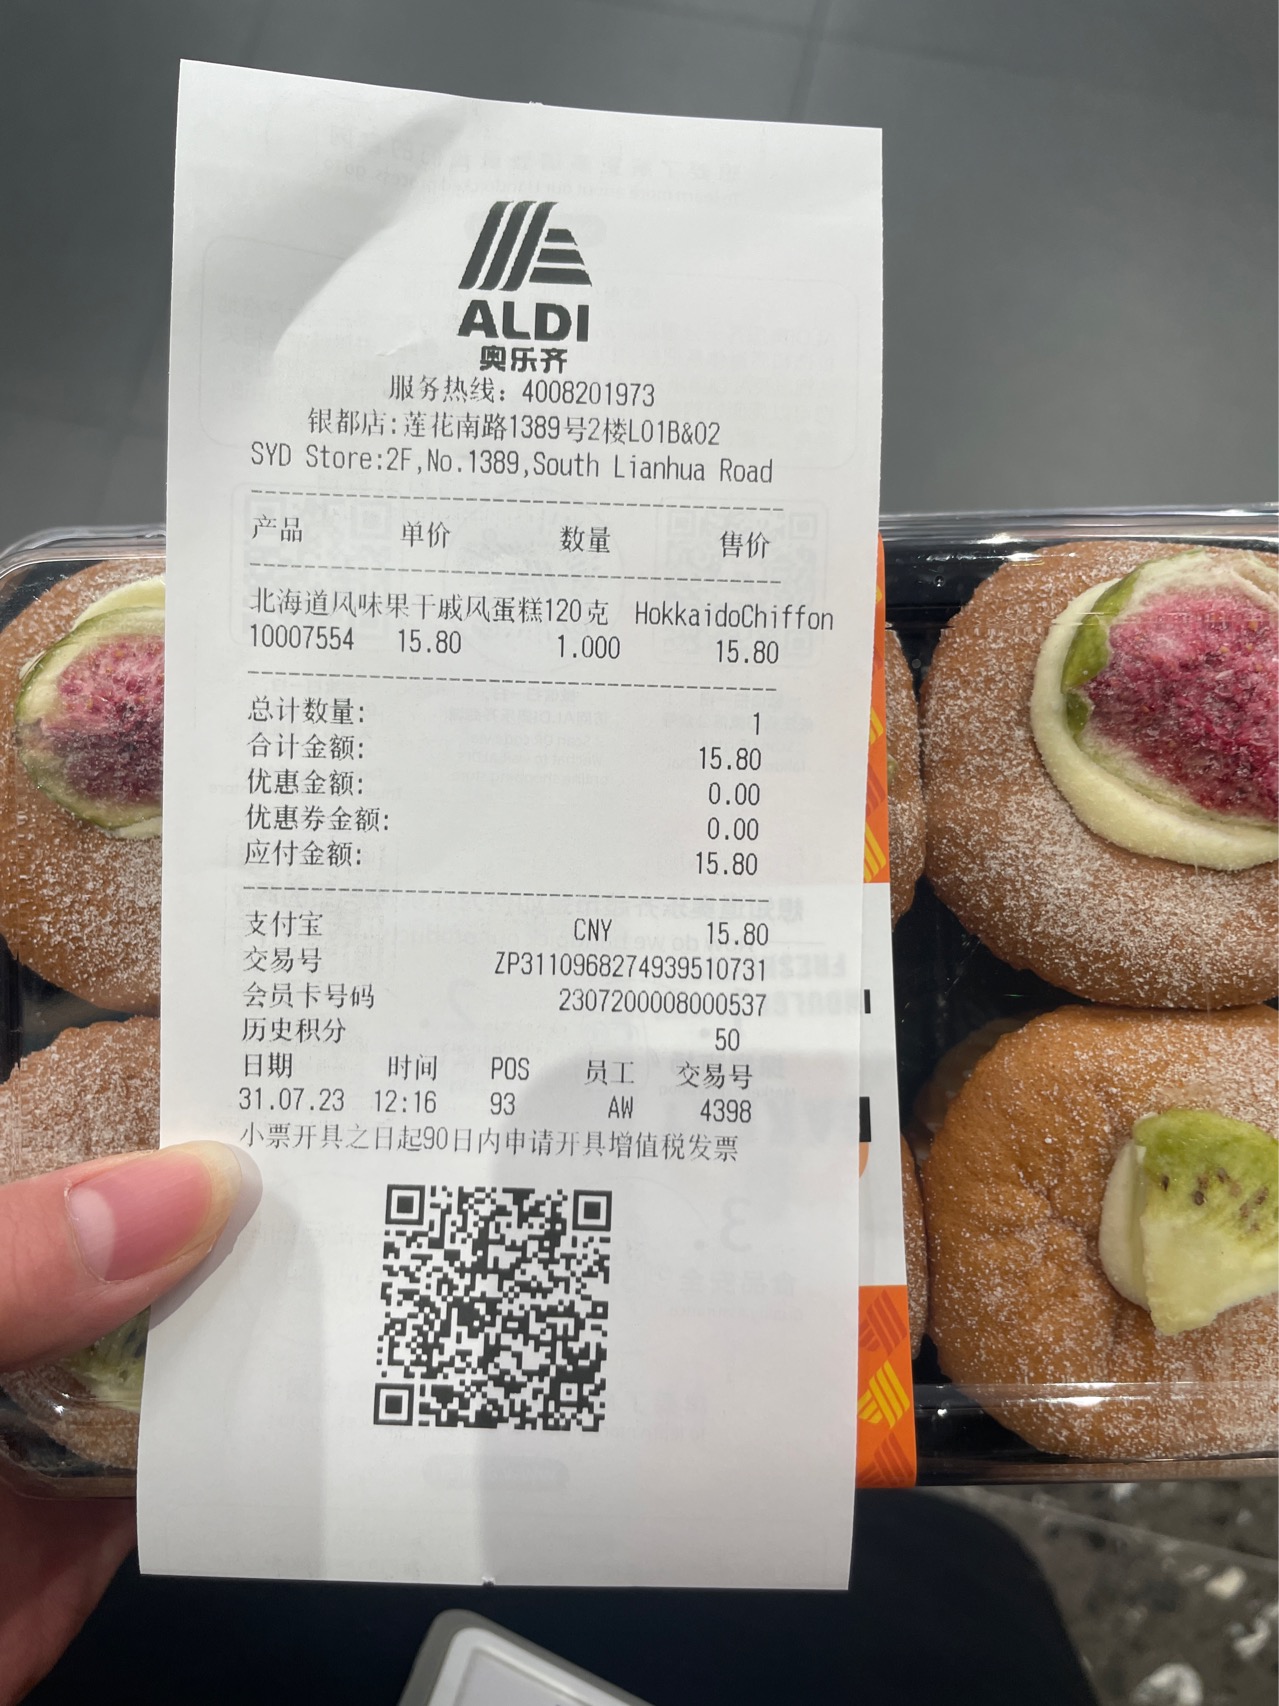 ALDI
奥乐齐
服务热线：4008201973
银都店:莲花南路1389号2楼L01B&02
SYD Store:2F,No.1389,South Lianhua Road
产品 单价 数量 售价
北海道风味果干戚风蛋糕120克 HokkaidoChiffon
10007554 15.80 1.000 15.80
总计数量: 1
合计金额: 15.80
优惠金额: 0.00
优惠券金额: 0.00
应付金额: 15.80
支付宝 CNY 15.80
交易号 ZP3110968274939510731
会员卡号码 2307200008000537
历史积分 50
日期 时间 POS 员工 交易号
31.07.23 12:16 93 AW 4398
小票开具之日起90日内申请开具增值税发票